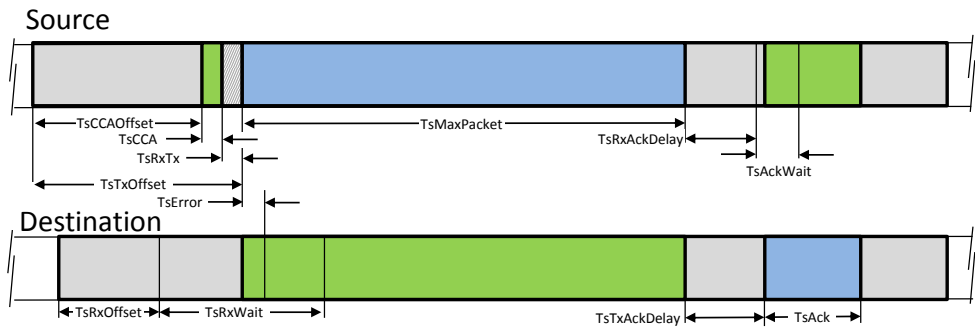 Source
TsCCAOffset
TsMaxPacket
TsCCA
TsRxAckDelay
TsRxTx
TsAckWait
TsTxOffset
TsError
Destination
TsRxOffset
TsRxWait
TsTxAckDelay
TsAck